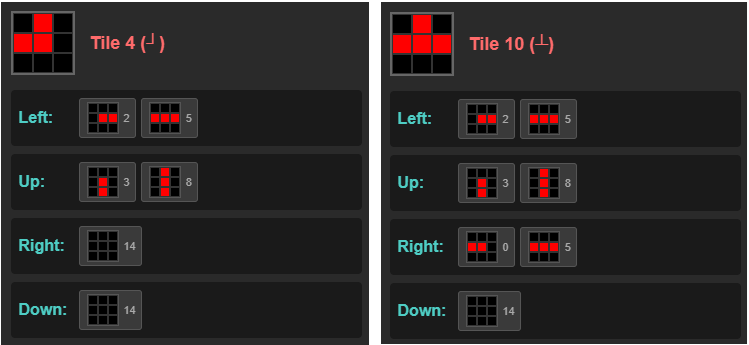 Tile 4 (┘)
Left: 2 5
Up: 3 8
Right: 14
Down: 14
Tile 10 (┴)
Left: 2 5
Up: 3 8
Right: 0 5
Down: 14